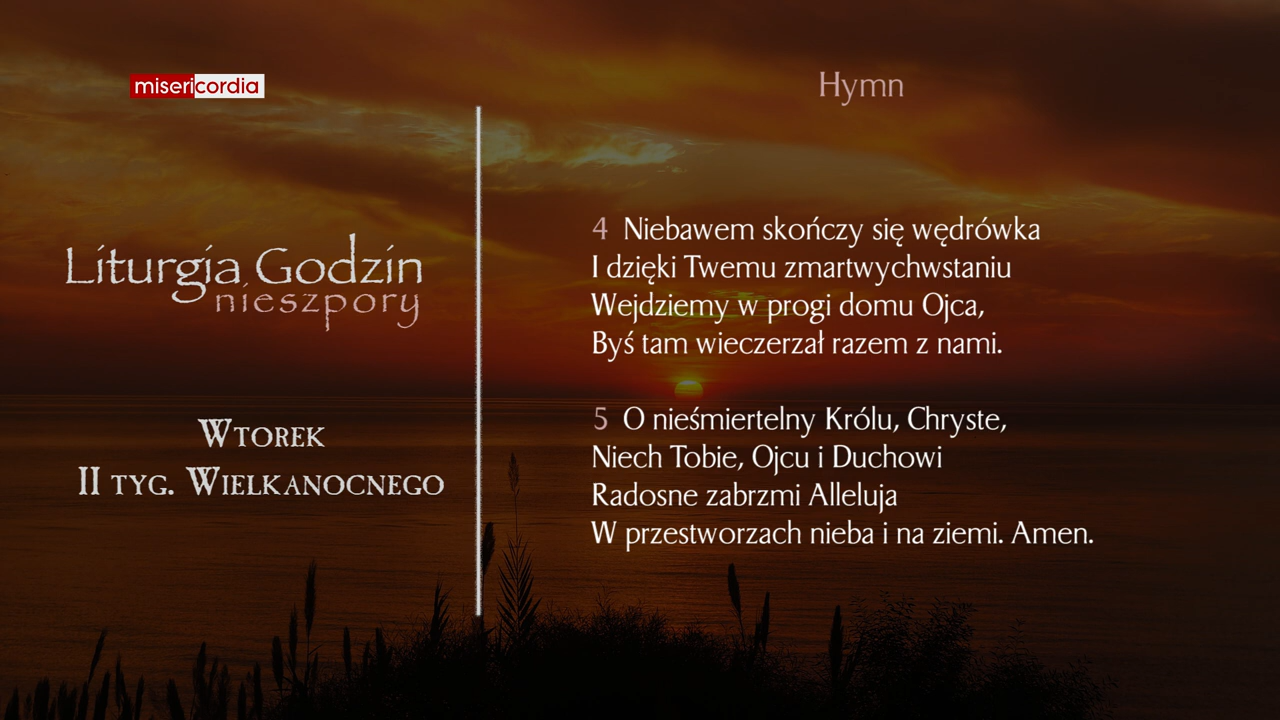 misericordia
Liturgia Godzin
nieszpory
Wtorek
II tyg. Wielkanocnego
Hymn
4 Niebawem skończy się wędrówka
I dzięki Twemu zmartwychwstaniu
Wejdziemy w progi domu Ojca,
Byś tam wieczerzał razem z nami.
5 O nieśmiertelny Królu, Chryste,
Niech Tobie, Ojcu i Duchowi
Radosne zabrzmi Alleluja
W przestworzach nieba i na ziemi. Amen.